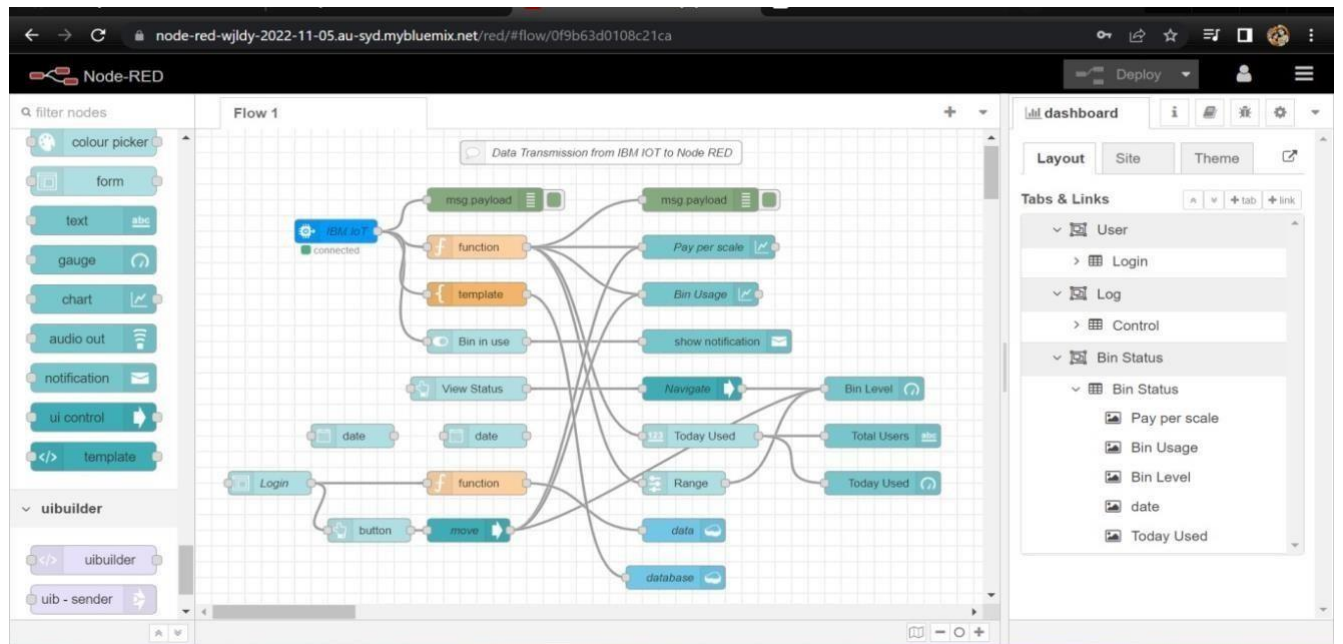 node-red-wjldy-2022-11-05.au-syd.mybluemix.net/red/#flow/0f9b63d0108c21ca
Node-RED
Deploy
filter nodes
colour picker
form
text
abc
gauge
chart
audio out
notification
ui control
template
uibuilder
uibuilder
uib - sender
Flow 1
Data Transmission from IBM IOT to Node RED
msg.payload
msg.payload
IBM IoT
connected
function
Pay per scale
template
Bin Usage
Bin in use
show notification
View Status
Navigate
Bin Level
date
date
Today Used
Total Users
abc
Login
function
Range
Today Used
button
move
data
database
dashboard
i
Layout
Site
Theme
Tabs & Links
+ tab
+ link
User
Login
Log
Control
Bin Status
Bin Status
Pay per scale
Bin Usage
Bin Level
date
Today Used